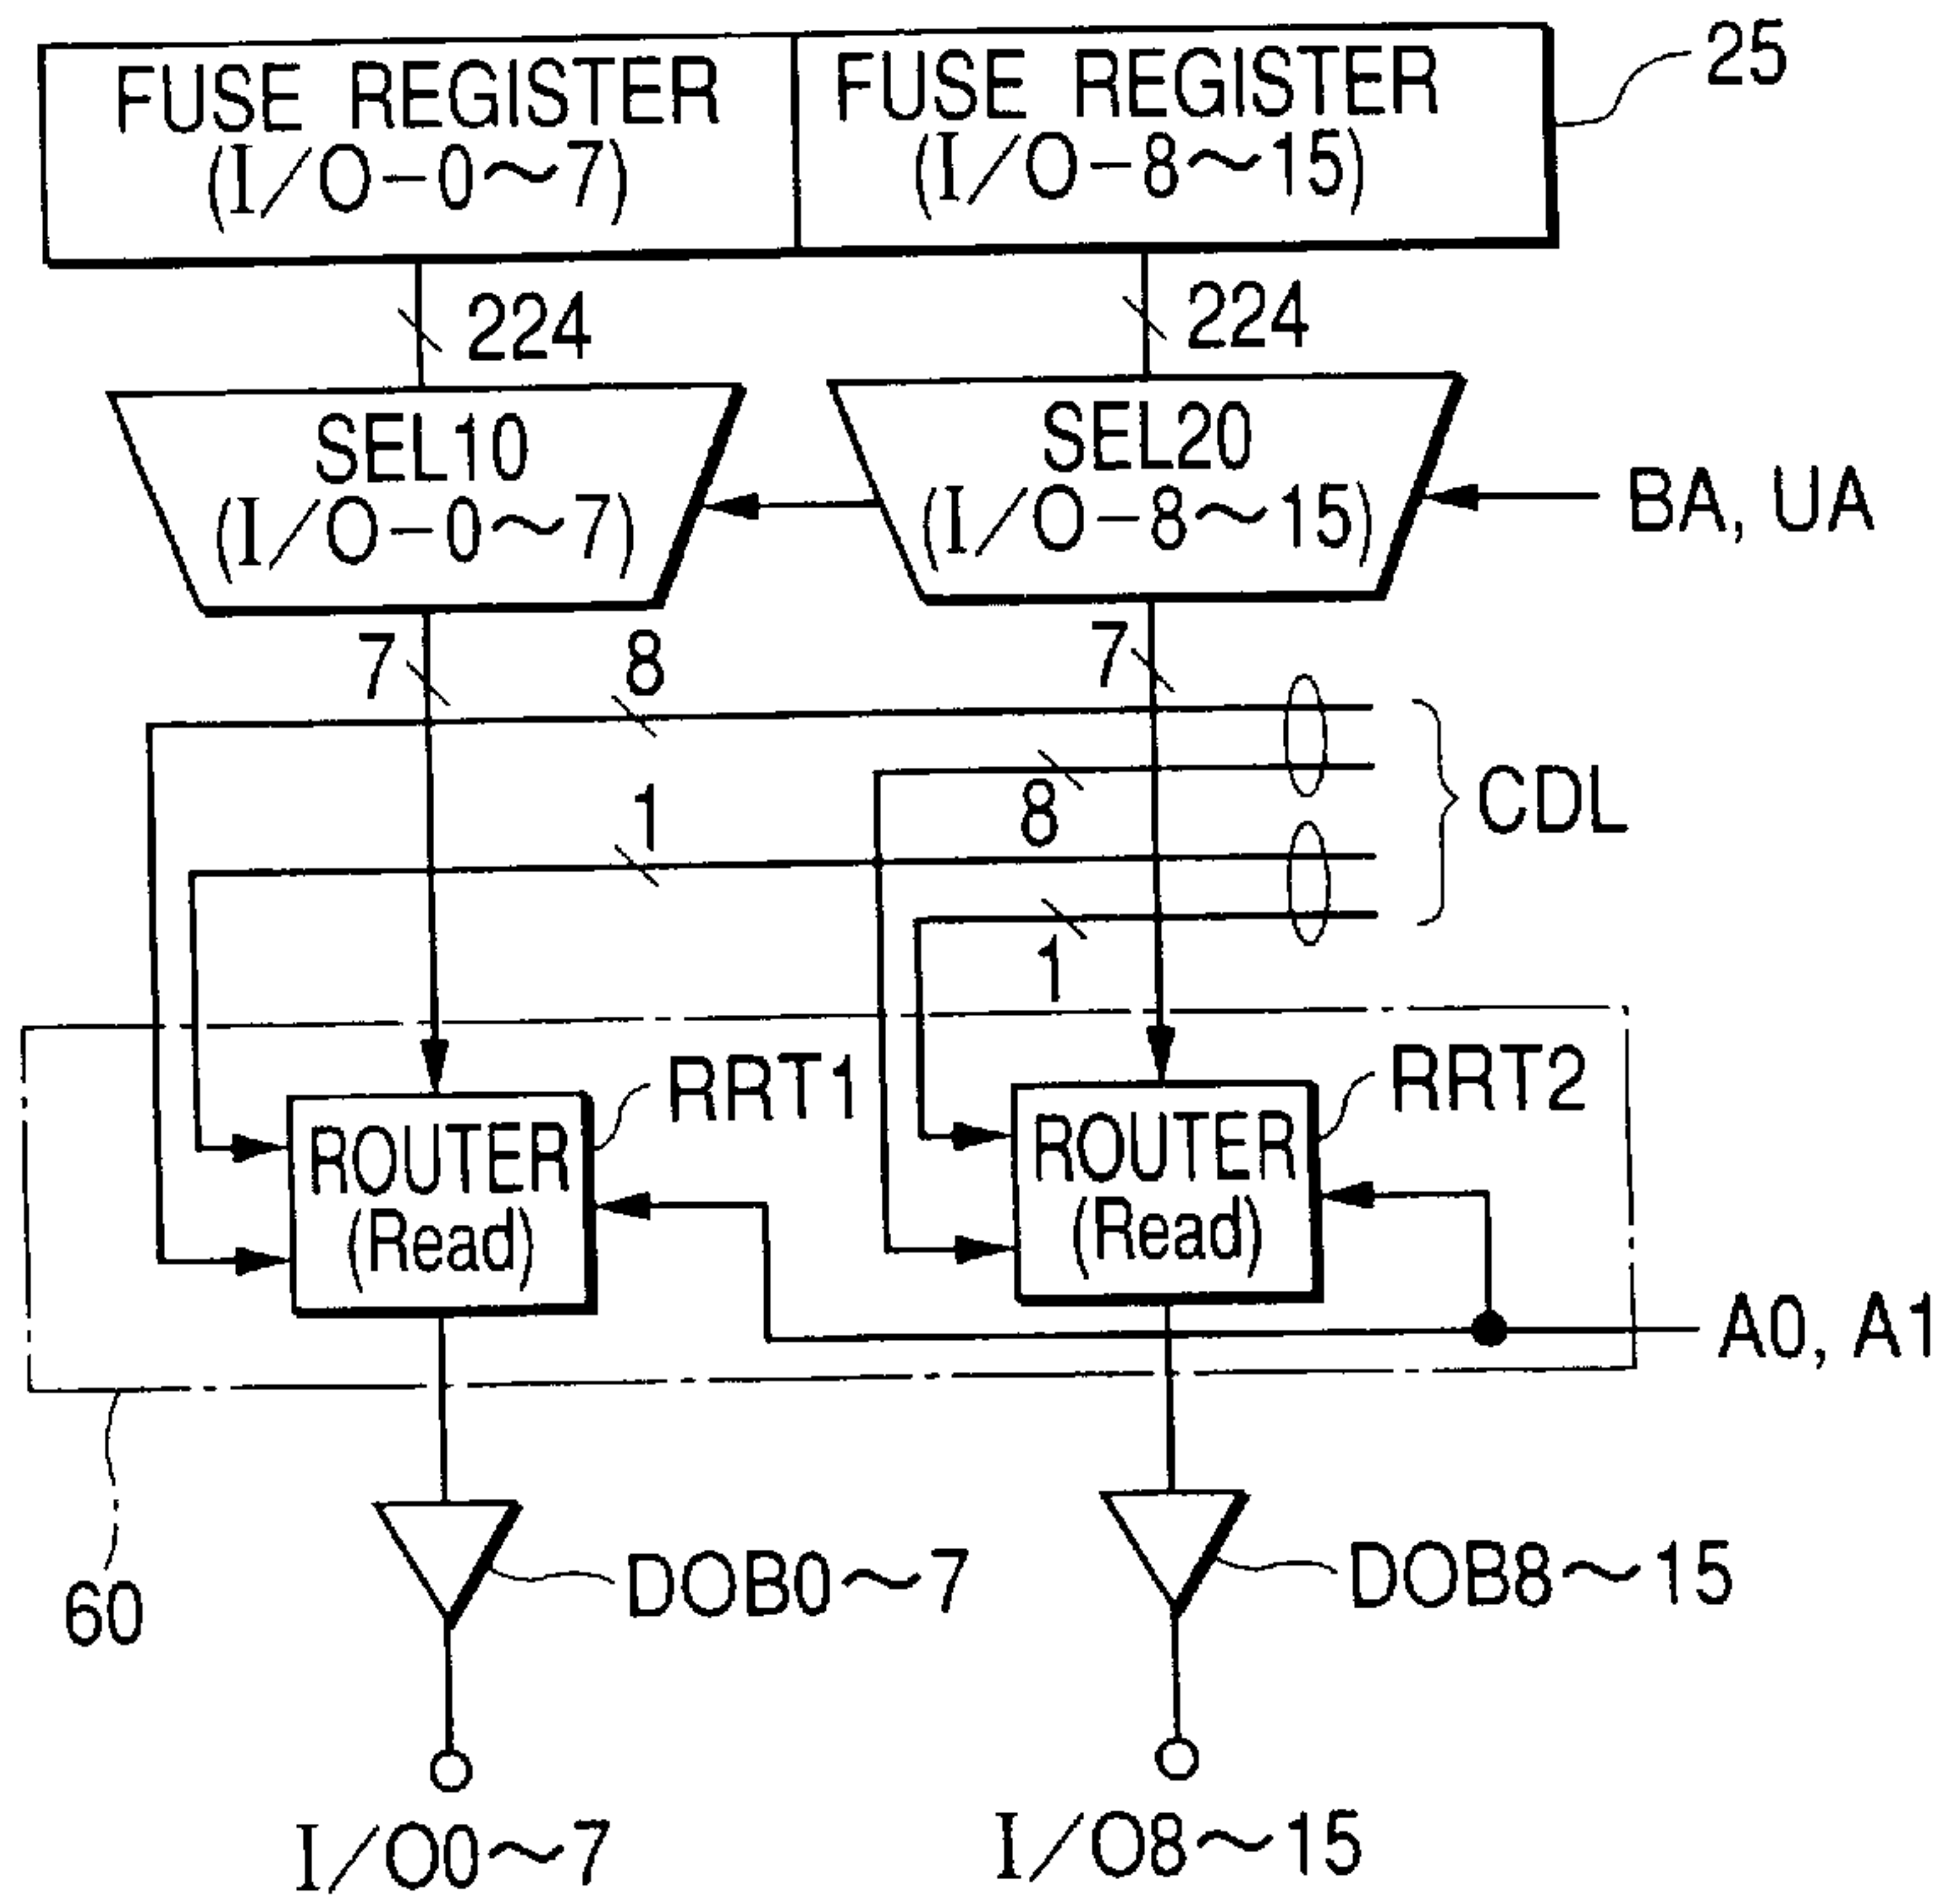 FUSE REGISTER
(I/O-0〜7)
FUSE REGISTER
(I/O-8〜15)
25
224
224
SEL10
(I/O-0〜7)
SEL20
(I/O-8〜15)
BA, UA
7
8
7
8
1
1
CDL
RRT1
RRT2
ROUTER
(Read)
ROUTER
(Read)
A0, A1
60
DOB0〜7
DOB8〜15
I/O0〜7
I/O8〜15